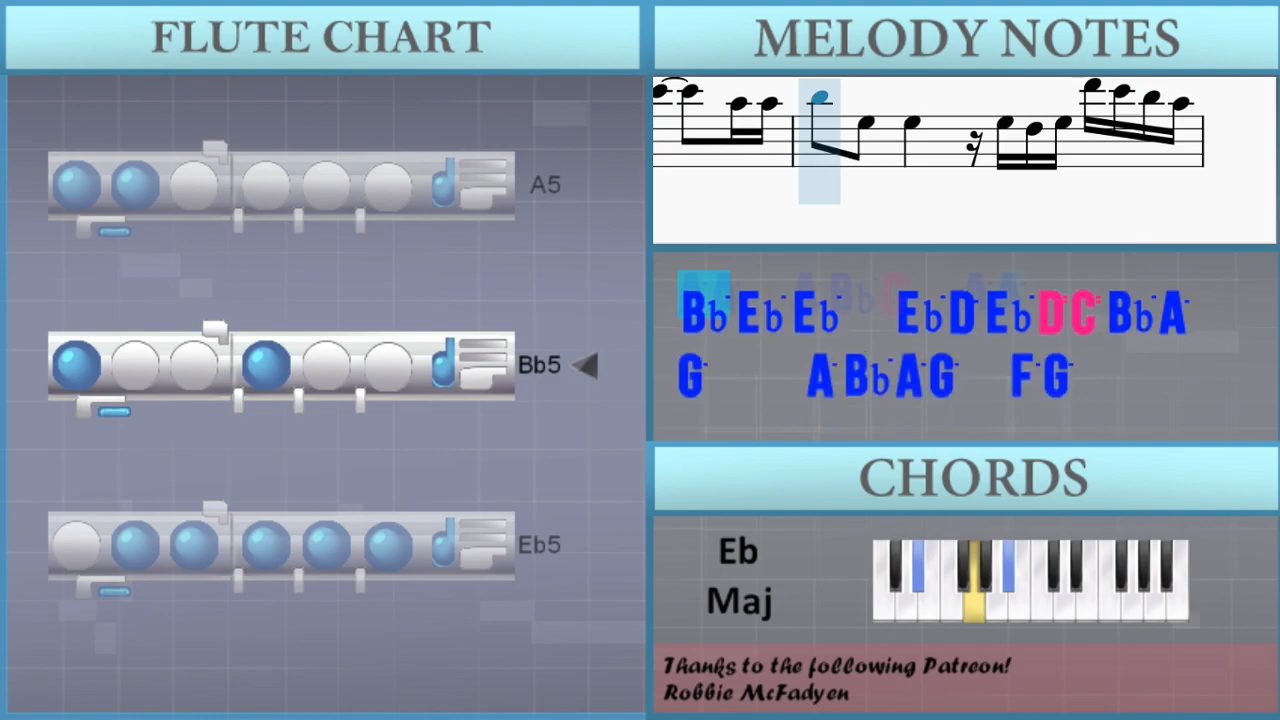 FLUTE CHART
A5
Bb5
Eb5
MELODY NOTES
Bb Eb Eb Eb D Eb D C Bb A
G A Bb A G F G
CHORDS
Eb
Maj
Thanks to the following Patreon!
Robbie McFadyen